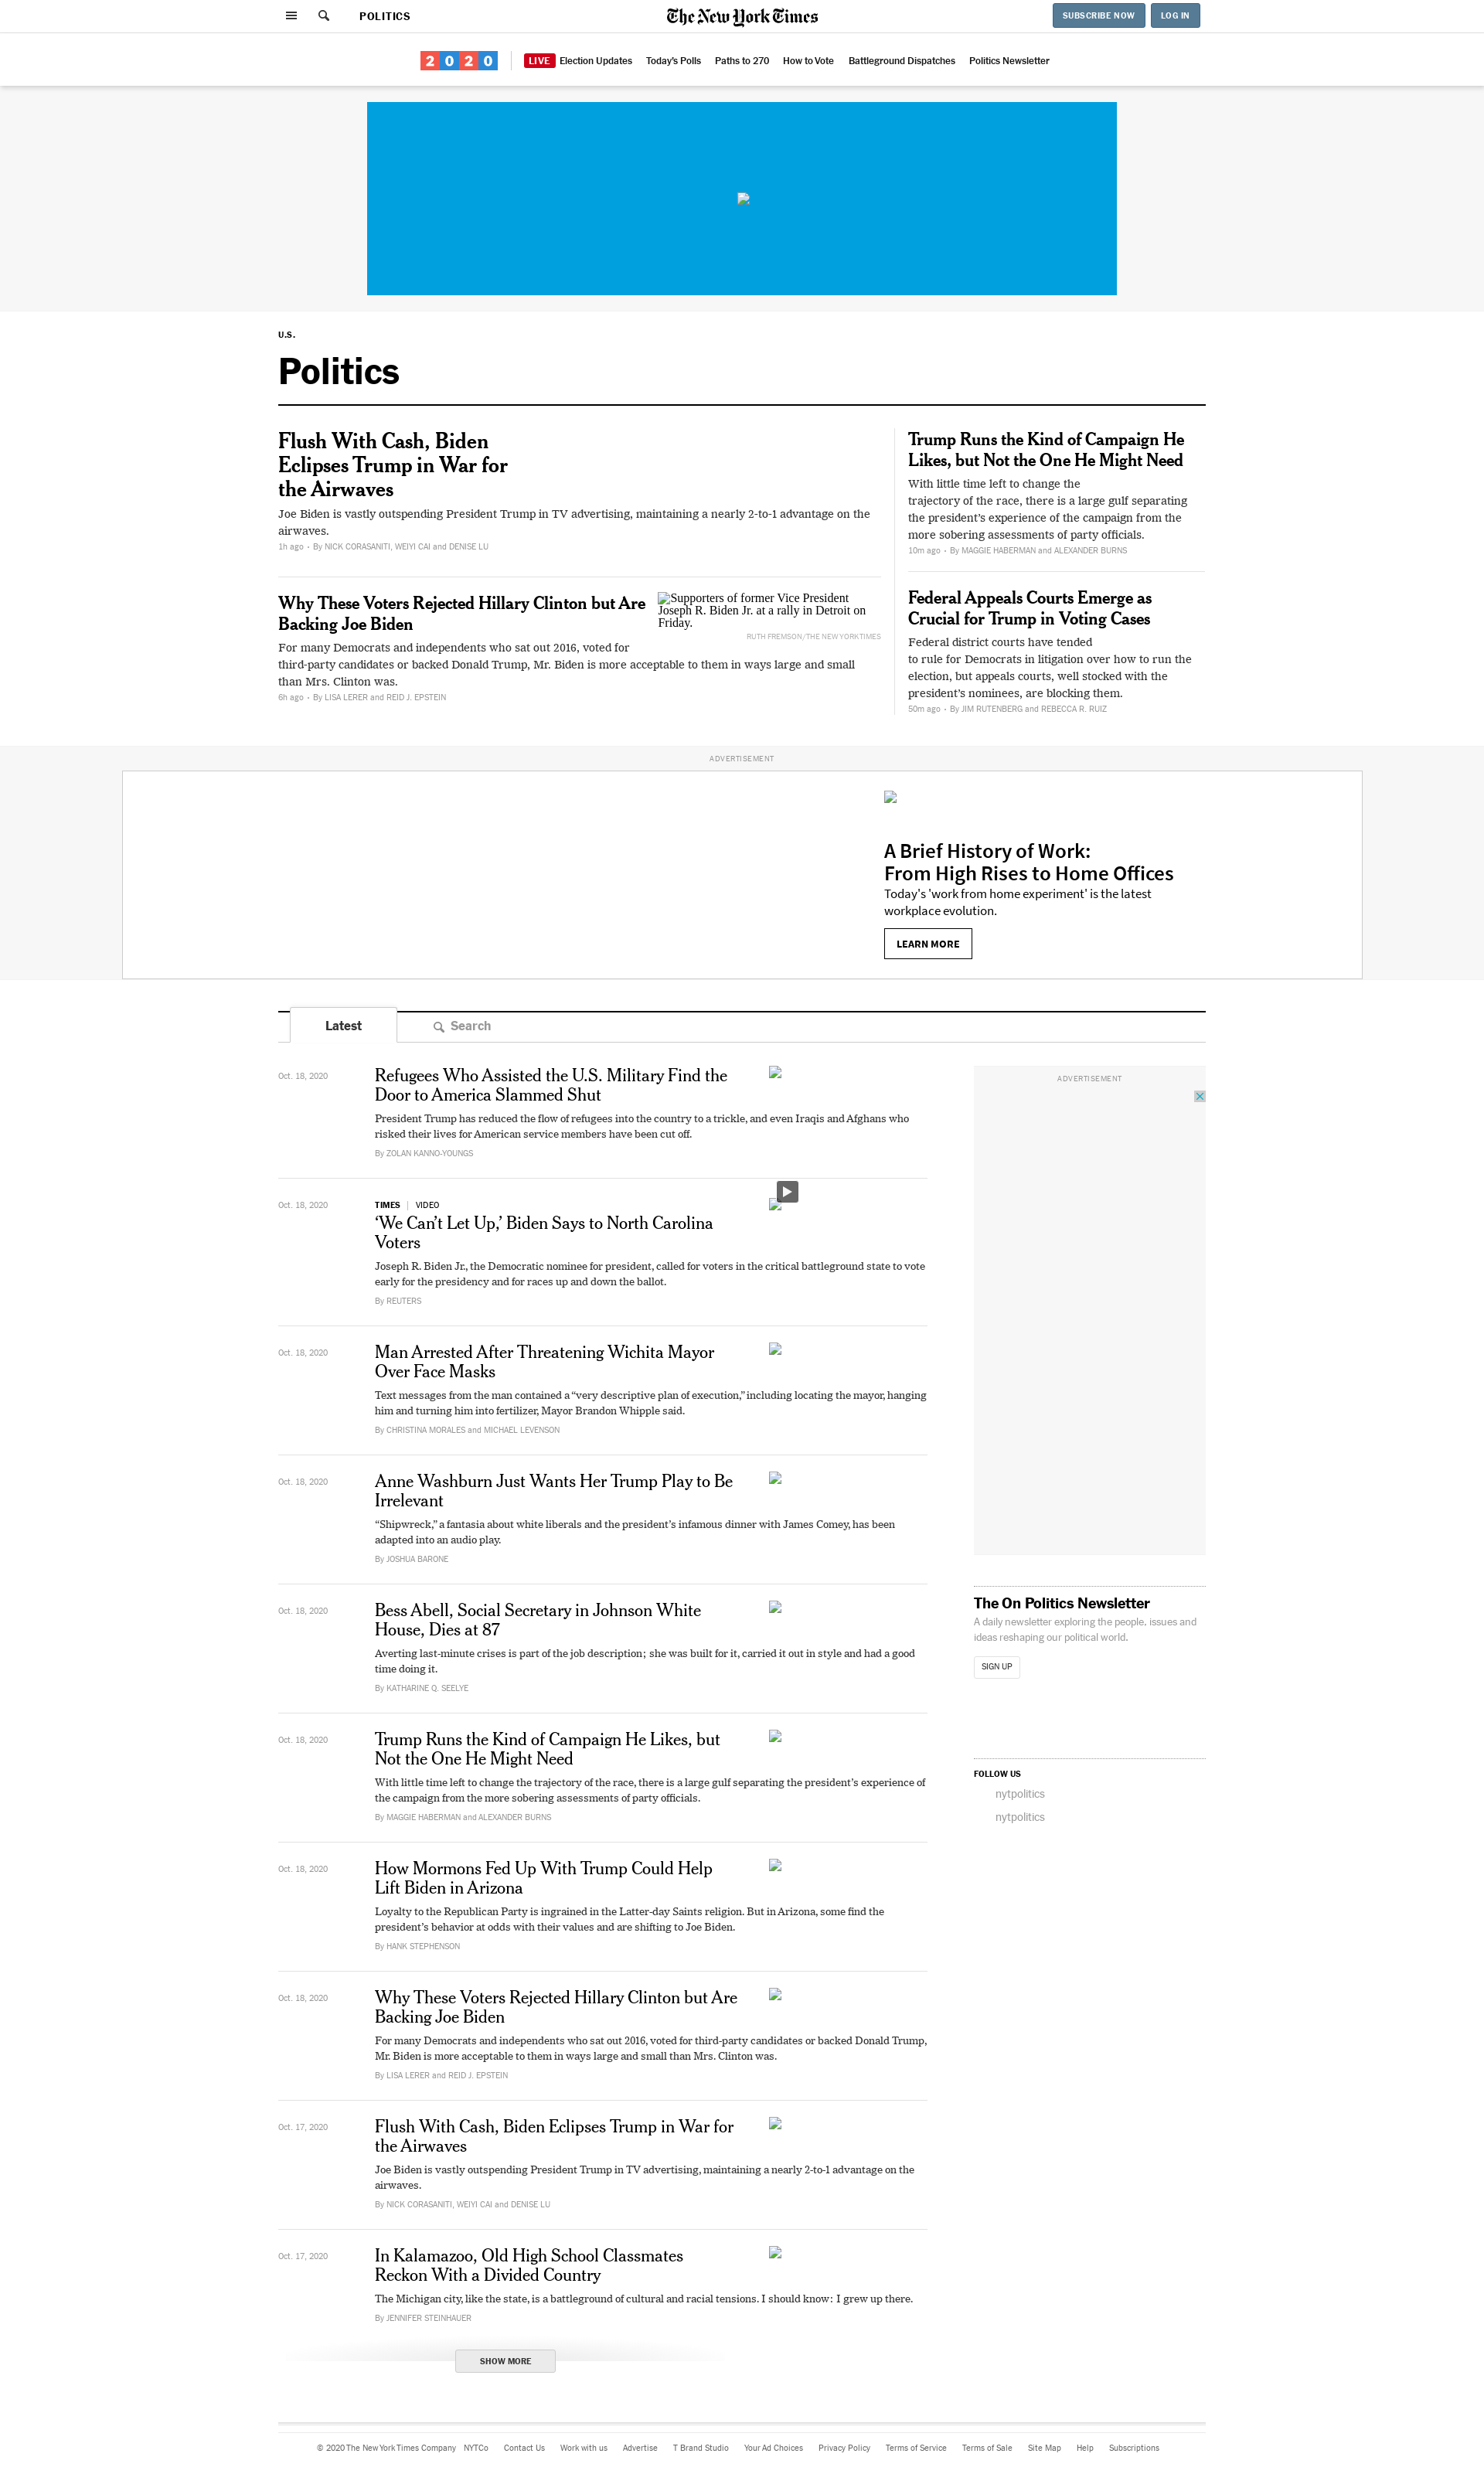 POLITICS
The New York Times
SUBSCRIBE NOW
LOG IN
2020
LIVE Election Updates Today's Polls Paths to 270 How to Vote Battleground Dispatches Politics Newsletter
U.S.
Politics
Flush With Cash, Biden
Eclipses Trump in War for
the Airwaves
Joe Biden is vastly outspending President Trump in TV advertising, maintaining a nearly 2-to-1 advantage on the
airwaves.
1h ago • By NICK CORASANITI, WEIYI CAI and DENISE LU
Why These Voters Rejected Hillary Clinton but Are
Backing Joe Biden
For many Democrats and independents who sat out 2016, voted for
third-party candidates or backed Donald Trump, Mr. Biden is more acceptable to them in ways large and small
than Mrs. Clinton was.
6h ago • By LISA LERER and REID J. EPSTEIN
Supporters of former Vice President
Joseph R. Biden Jr. at a rally in Detroit on
Friday.
RUTH FREMSON/THE NEW YORK TIMES
Trump Runs the Kind of Campaign He
Likes, but Not the One He Might Need
With little time left to change the
trajectory of the race, there is a large gulf separating
the president's experience of the campaign from the
more sobering assessments of party officials.
10m ago • By MAGGIE HABERMAN and ALEXANDER BURNS
Federal Appeals Courts Emerge as
Crucial for Trump in Voting Cases
Federal district courts have tended
to rule for Democrats in litigation over how to run the
election, but appeals courts, well stocked with the
president's nominees, are blocking them.
50m ago • By JIM RUTENBERG and REBECCA R. RUIZ
ADVERTISEMENT
A Brief History of Work:
From High Rises to Home Offices
Today's 'work from home experiment' is the latest
workplace evolution.
LEARN MORE
Latest
Search
Oct. 18, 2020
Refugees Who Assisted the U.S. Military Find the
Door to America Slammed Shut
President Trump has reduced the flow of refugees into the country to a trickle, and even Iraqis and Afghans who
risked their lives for American service members have been cut off.
By ZOLAN KANNO-YOUNGS
Oct. 18, 2020
TIMES | VIDEO
‘We Can’t Let Up,’ Biden Says to North Carolina
Voters
Joseph R. Biden Jr., the Democratic nominee for president, called for voters in the critical battleground state to vote
early for the presidency and for races up and down the ballot.
By REUTERS
Oct. 18, 2020
Man Arrested After Threatening Wichita Mayor
Over Face Masks
Text messages from the man contained a “very descriptive plan of execution,” including locating the mayor, hanging
him and turning him into fertilizer, Mayor Brandon Whipple said.
By CHRISTINA MORALES and MICHAEL LEVENSON
Oct. 18, 2020
Anne Washburn Just Wants Her Trump Play to Be
Irrelevant
“Shipwreck,” a fantasia about white liberals and the president’s infamous dinner with James Comey, has been
adapted into an audio play.
By JOSHUA BARONE
Oct. 18, 2020
Bess Abell, Social Secretary in Johnson White
House, Dies at 87
Averting last-minute crises is part of the job description; she was built for it, carried it out in style and had a good
time doing it.
By KATHARINE Q. SEELYE
Oct. 18, 2020
Trump Runs the Kind of Campaign He Likes, but
Not the One He Might Need
With little time left to change the trajectory of the race, there is a large gulf separating the president’s experience of
the campaign from the more sobering assessments of party officials.
By MAGGIE HABERMAN and ALEXANDER BURNS
Oct. 18, 2020
How Mormons Fed Up With Trump Could Help
Lift Biden in Arizona
Loyalty to the Republican Party is ingrained in the Latter-day Saints religion. But in Arizona, some find the
president’s behavior at odds with their values and are shifting to Joe Biden.
By HANK STEPHENSON
Oct. 18, 2020
Why These Voters Rejected Hillary Clinton but Are
Backing Joe Biden
For many Democrats and independents who sat out 2016, voted for third-party candidates or backed Donald Trump,
Mr. Biden is more acceptable to them in ways large and small than Mrs. Clinton was.
By LISA LERER and REID J. EPSTEIN
Oct. 17, 2020
Flush With Cash, Biden Eclipses Trump in War for
the Airwaves
Joe Biden is vastly outspending President Trump in TV advertising, maintaining a nearly 2-to-1 advantage on the
airwaves.
By NICK CORASANITI, WEIYI CAI and DENISE LU
Oct. 17, 2020
In Kalamazoo, Old High School Classmates
Reckon With a Divided Country
The Michigan city, like the state, is a battleground of cultural and racial tensions. I should know: I grew up there.
By JENNIFER STEINHAUER
SHOW MORE
ADVERTISEMENT
The On Politics Newsletter
A daily newsletter exploring the people, issues and
ideas reshaping our political world.
SIGN UP
FOLLOW US
nytpolitics
nytpolitics
© 2020 The New York Times Company NYTCo Contact Us Work with us Advertise T Brand Studio Your Ad Choices Privacy Policy Terms of Service Terms of Sale Site Map Help Subscriptions